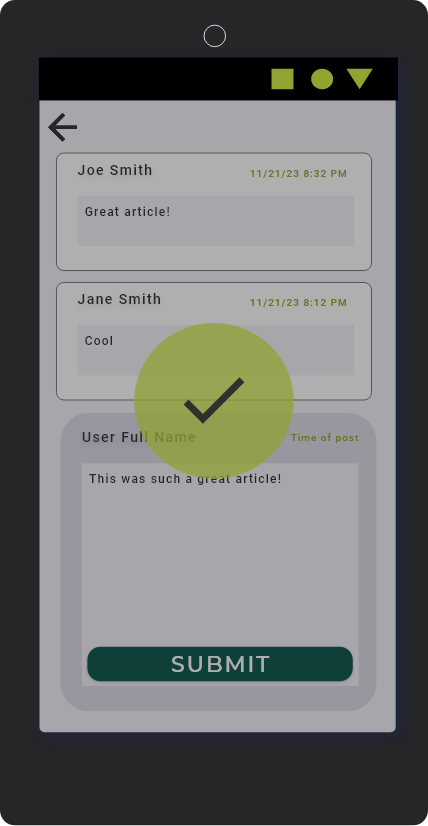 Joe Smith
11/21/23 8:32 PM
Great article!
Jane Smith
11/21/23 8:12 PM
Cool
User Full Name
Time of post
This was such a great article!
SUBMIT